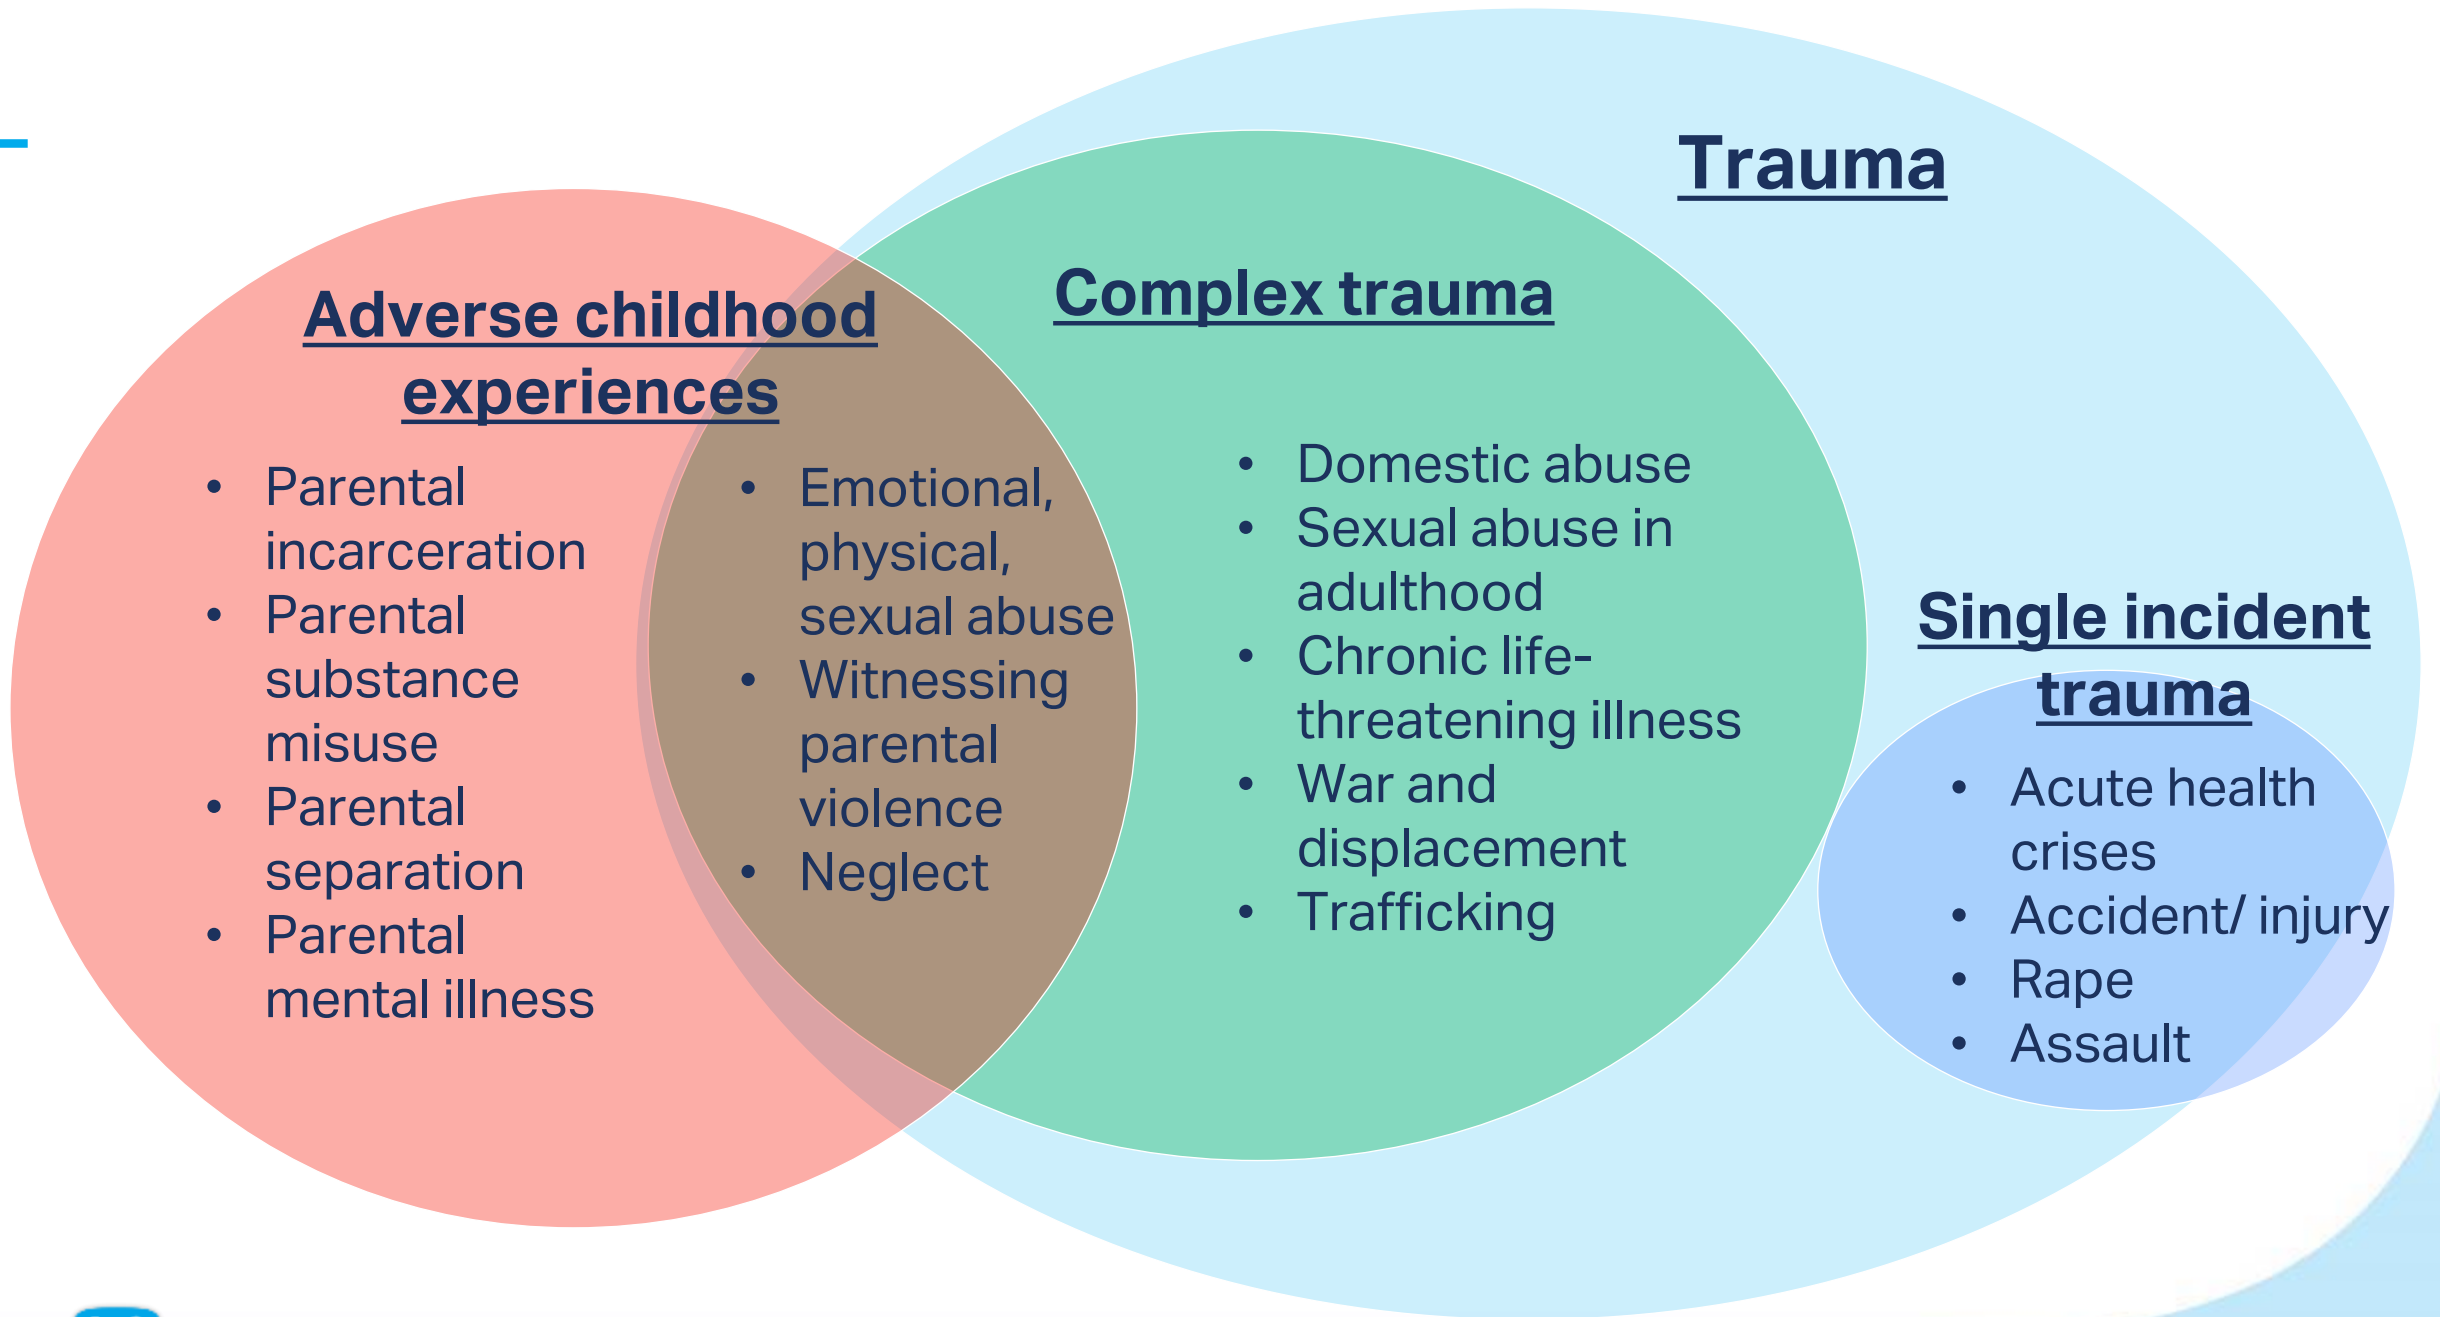 Trauma
Adverse childhood
experiences
• Parental
incarceration
• Parental
substance
misuse
• Parental
separation
• Parental
mental illness
• Emotional,
physical,
sexual abuse
• Witnessing
parental
violence
• Neglect
Complex trauma
• Domestic abuse
• Sexual abuse in
adulthood
• Chronic life-
threatening illness
• War and
displacement
• Trafficking
Single incident
trauma
• Acute health
crises
• Accident/ injury
• Rape
• Assault